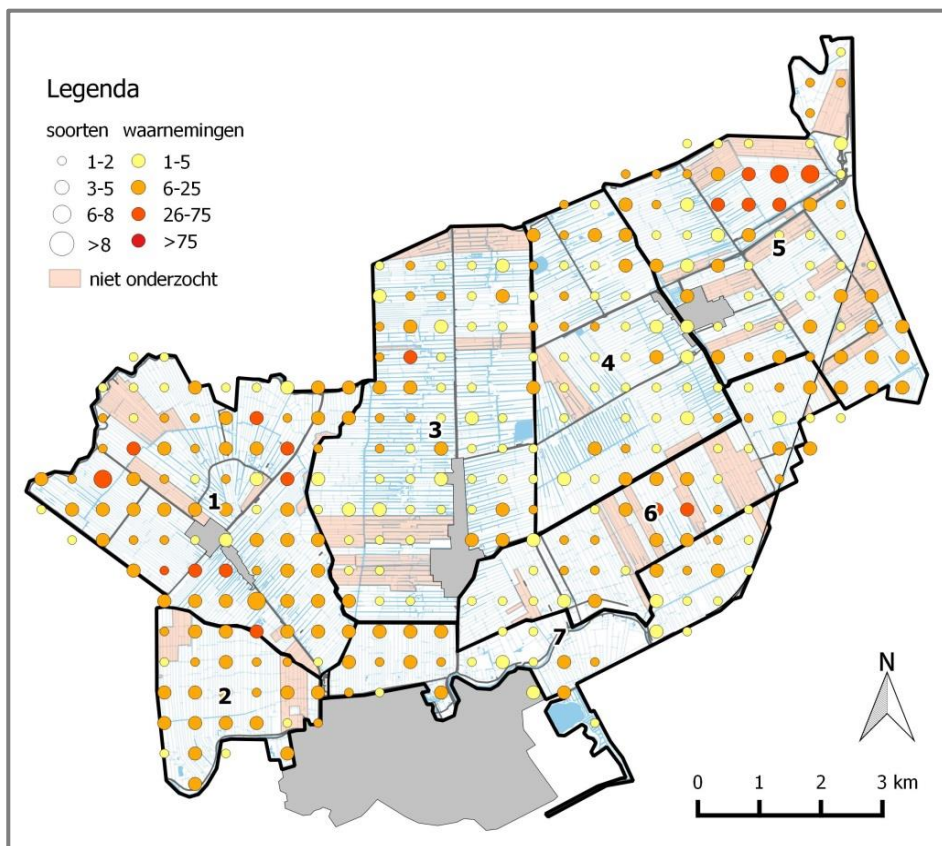 Legenda
soorten waarnemingen
1-2 1-5
3-5 6-25
6-8 26-75
>8 >75
niet onderzocht
5
4
3
1
6
7
2
N
0 1 2 3 km